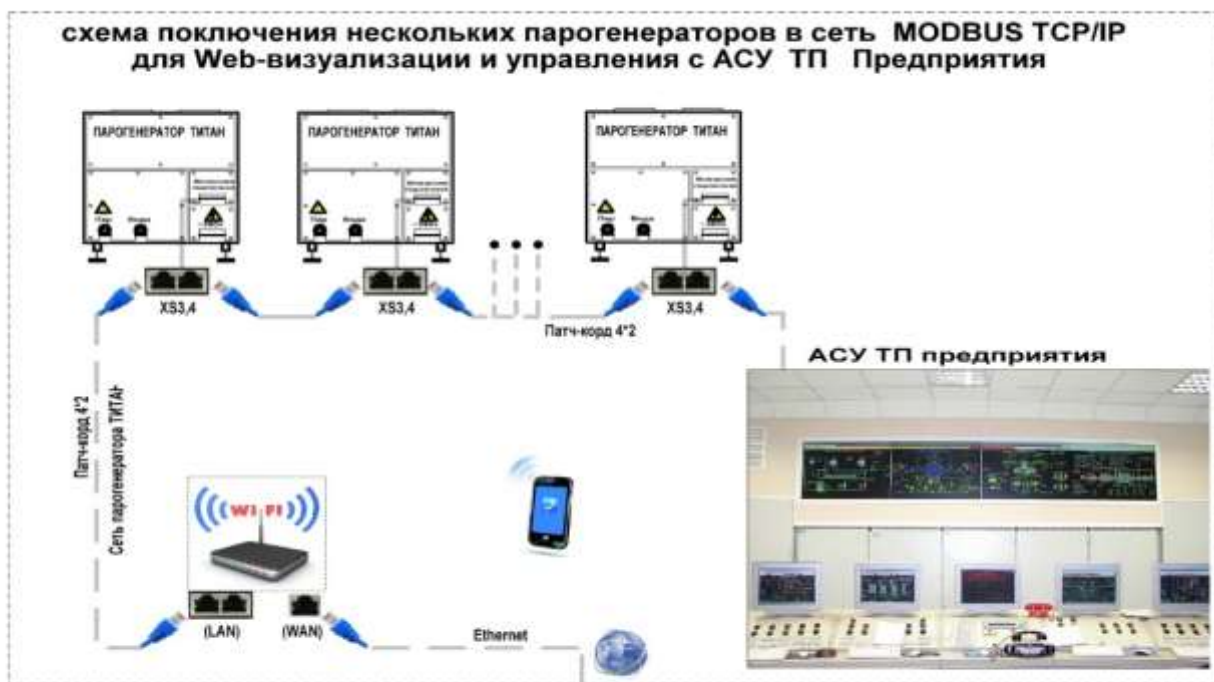 схема поключения нескольких парогенераторов в сеть MODBUS TCP/IP
для Web-визуализации и управления с АСУ ТП Предприятия
ПАРОГЕНЕРАТОР ТИТАН
ПАРОГЕНЕРАТОР ТИТАН
ПАРОГЕНЕРАТОР ТИТАН
XS3,4
XS3,4
XS3,4
Патч-корд 4*2
АСУ ТП предприятия
Патч-корд 4*2
Сеть парогенератора ТИТАН
WI FI
(LAN)
(WAN)
Ethernet